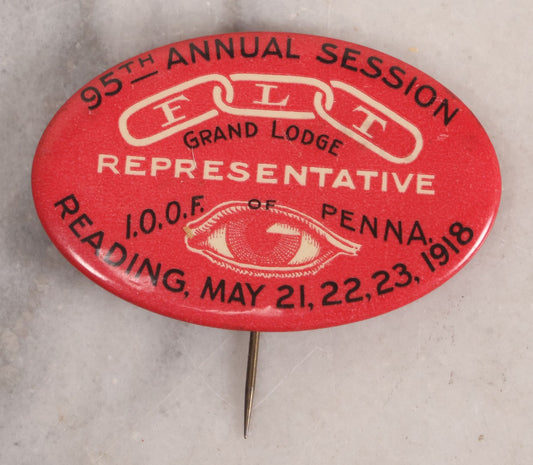 95TH ANNUAL SESSION
F L T
GRAND LODGE
REPRESENTATIVE
I.O.O.F. OF PENNA.
READING, MAY 21, 22, 23, 1918